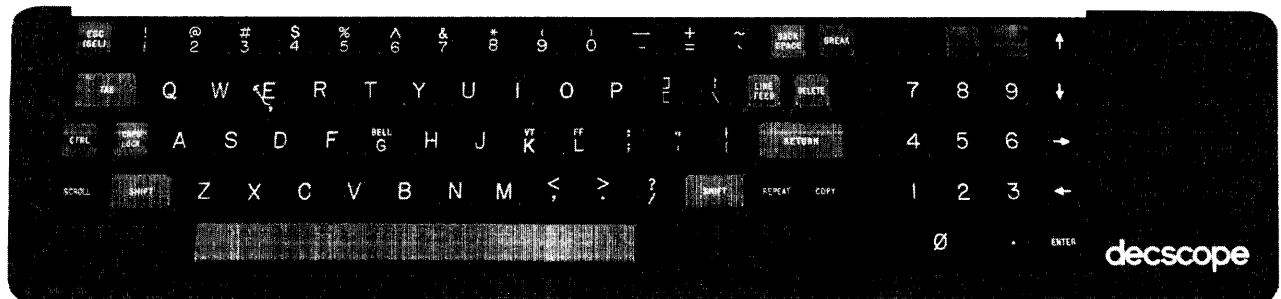 ESC ! @ # $ % ^ & * ( ) — + ~ BACK BREAK ↑
(SEL) 1 2 3 4 5 6 7 8 9 0 - = ` SPACE
TAB Q W E R T Y U I O P ] [ | \ LINE FEED DELETE 7 8 9 ↓
CTRL CAPS LOCK A S D F BELL G H J VT K FF L : ; " ' RETURN 4 5 6 →
SCROLL SHIFT Z X C V B N M < , > . ? / SHIFT REPEAT COPY 1 2 3 ←
Ø . ENTER
decscope